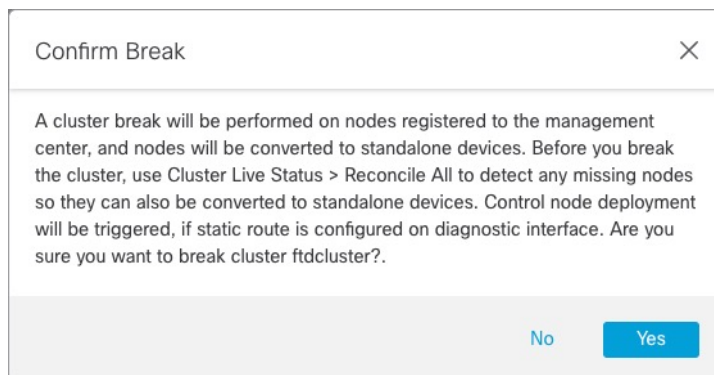 Confirm Break
A cluster break will be performed on nodes registered to the management
center, and nodes will be converted to standalone devices. Before you break
the cluster, use Cluster Live Status > Reconcile All to detect any missing nodes
so they can also be converted to standalone devices. Control node deployment
will be triggered, if static route is configured on diagnostic interface. Are you
sure you want to break cluster ftdcluster?.
No
Yes